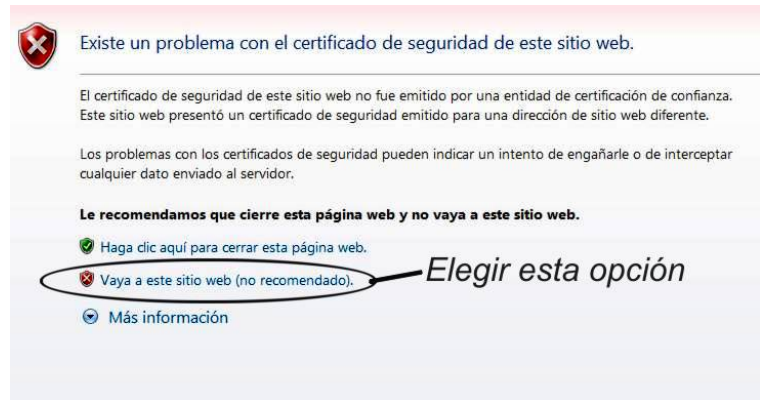 Existe un problema con el certificado de seguridad de este sitio web.
El certificado de seguridad de este sitio web no fue emitido por una entidad de certificación de confianza.
Este sitio web presentó un certificado de seguridad emitido para una dirección de sitio web diferente.
Los problemas con los certificados de seguridad pueden indicar un intento de engañarle o de interceptar
cualquier dato enviado al servidor.
Le recomendamos que cierre esta página web y no vaya a este sitio web.
Haga clic aquí para cerrar esta página web.
Vaya a este sitio web (no recomendado).
Elegir esta opción
Más información